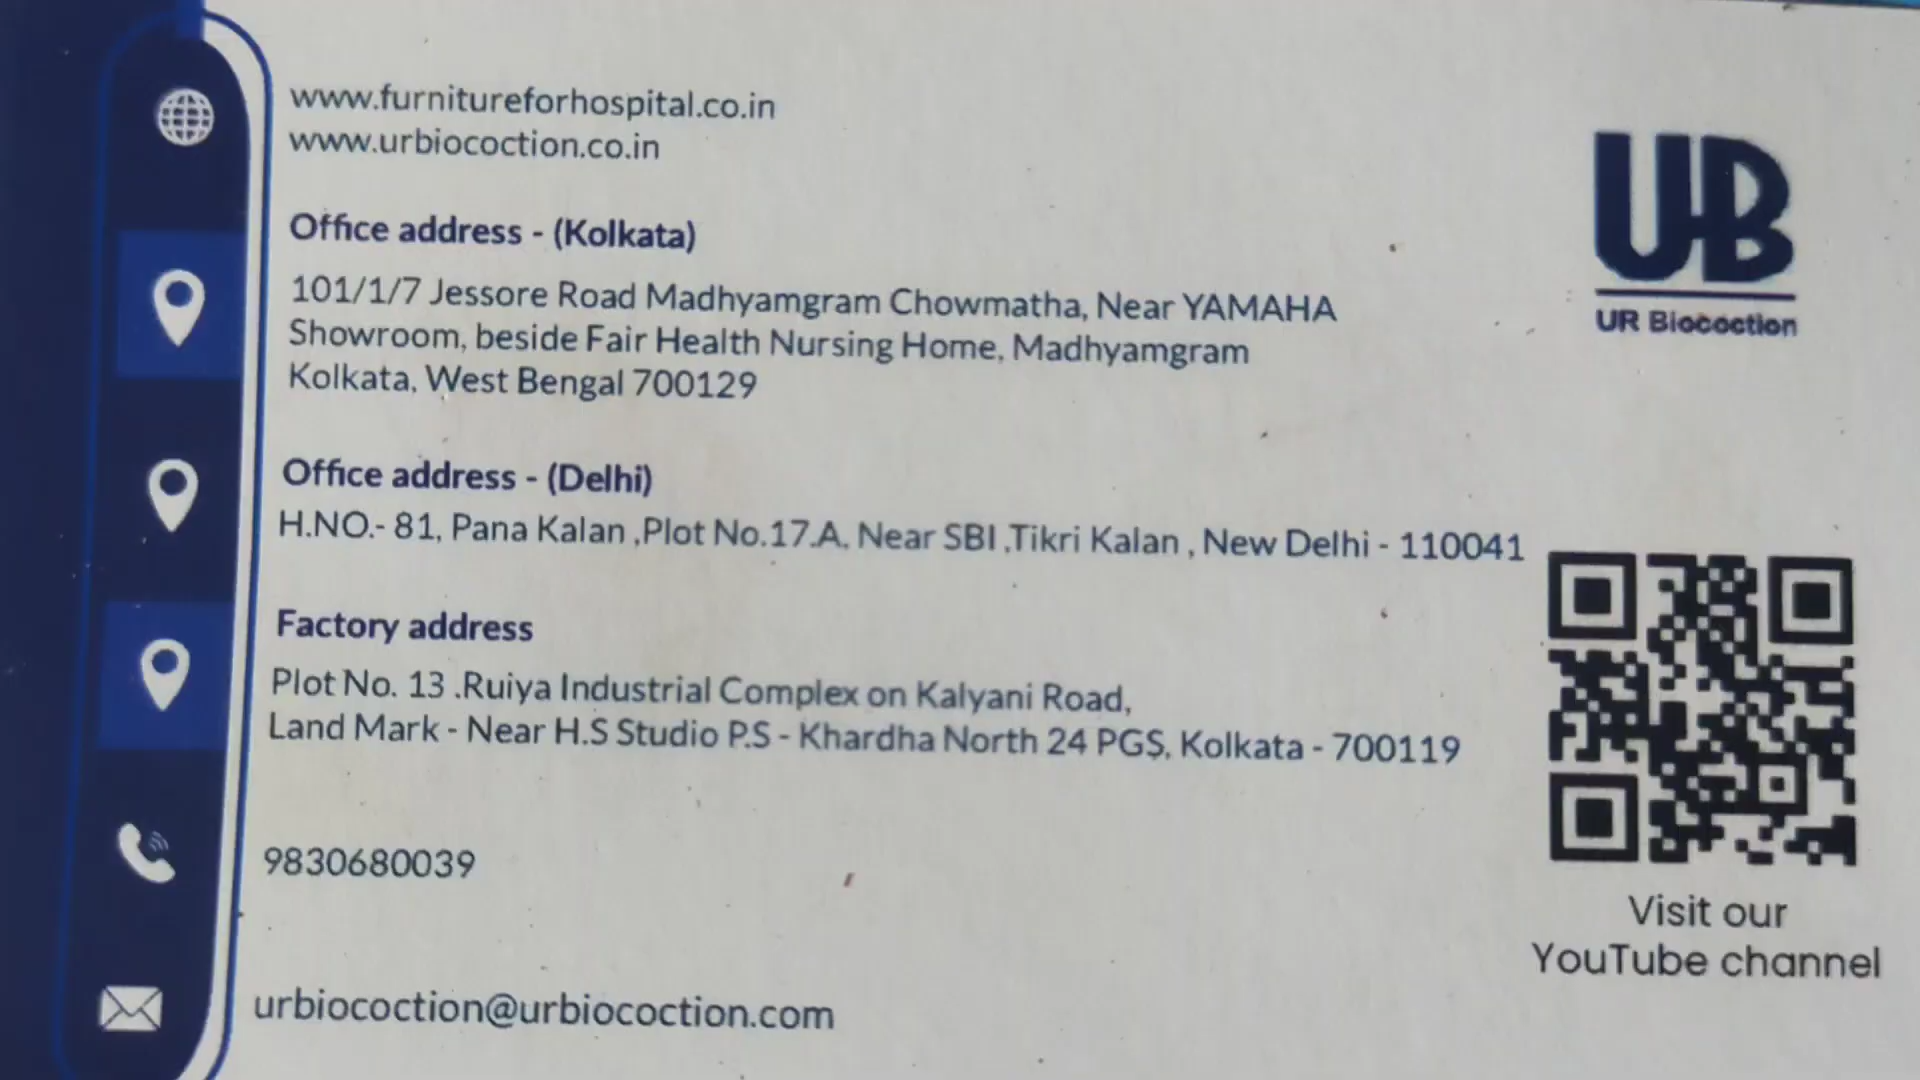 www.furnitureforhospital.co.in
www.urbiocoction.co.in
Office address - (Kolkata)
101/1/7 Jessore Road Madhyamgram Chowmatha, Near YAMAHA
Showroom, beside Fair Health Nursing Home, Madhyamgram
Kolkata, West Bengal 700129
Office address - (Delhi)
H.NO.- 81, Pana Kalan ,Plot No.17.A, Near SBI ,Tikri Kalan , New Delhi - 110041
Factory address
Plot No. 13 .Ruiya Industrial Complex on Kalyani Road,
Land Mark - Near H.S Studio P.S - Khardha North 24 PGS, Kolkata - 700119
9830680039
urbiocoction@urbiocoction.com
UB
UR Biocoction
Visit our
YouTube channel